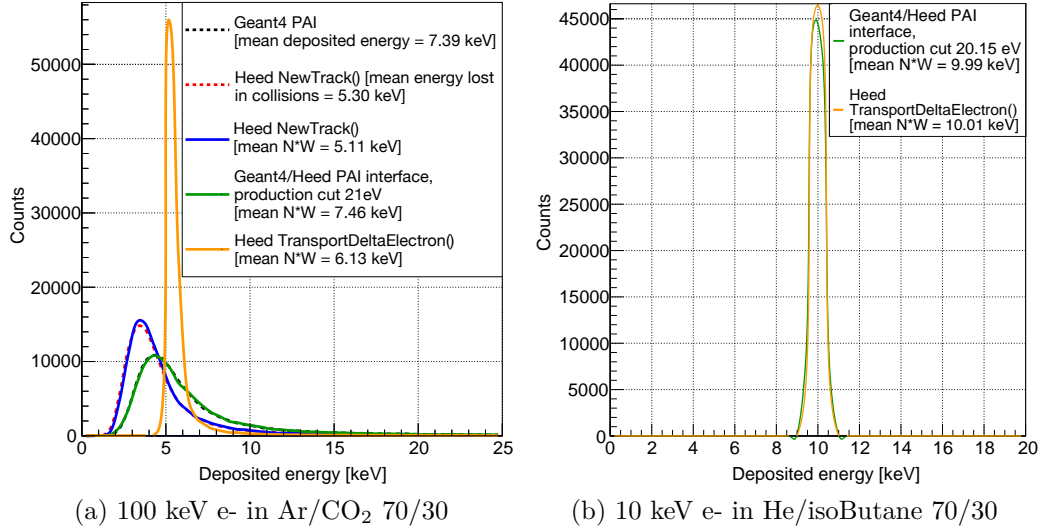 50000
40000
30000
20000
10000
0
Counts
0
5
10
15
20
25
Deposited energy [keV]
Geant4 PAI
[mean deposited energy = 7.39 keV]
Heed NewTrack() [mean energy lost
in collisions = 5.30 keV]
Heed NewTrack()
[mean N*W = 5.11 keV]
Geant4/Heed PAI interface,
production cut 21eV
[mean N*W = 7.46 keV]
Heed TransportDeltaElectron()
[mean N*W = 6.13 keV]
(a) 100 keV e- in Ar/CO₂ 70/30
45000
40000
35000
30000
25000
20000
15000
10000
5000
0
Counts
0
2
4
6
8
10
12
14
16
18
20
Deposited energy [keV]
Geant4/Heed PAI
interface,
production cut 20.15 eV
[mean N*W = 9.99 keV]
Heed
TransportDeltaElectron()
[mean N*W = 10.01 keV]
(b) 10 keV e- in He/isoButane 70/30